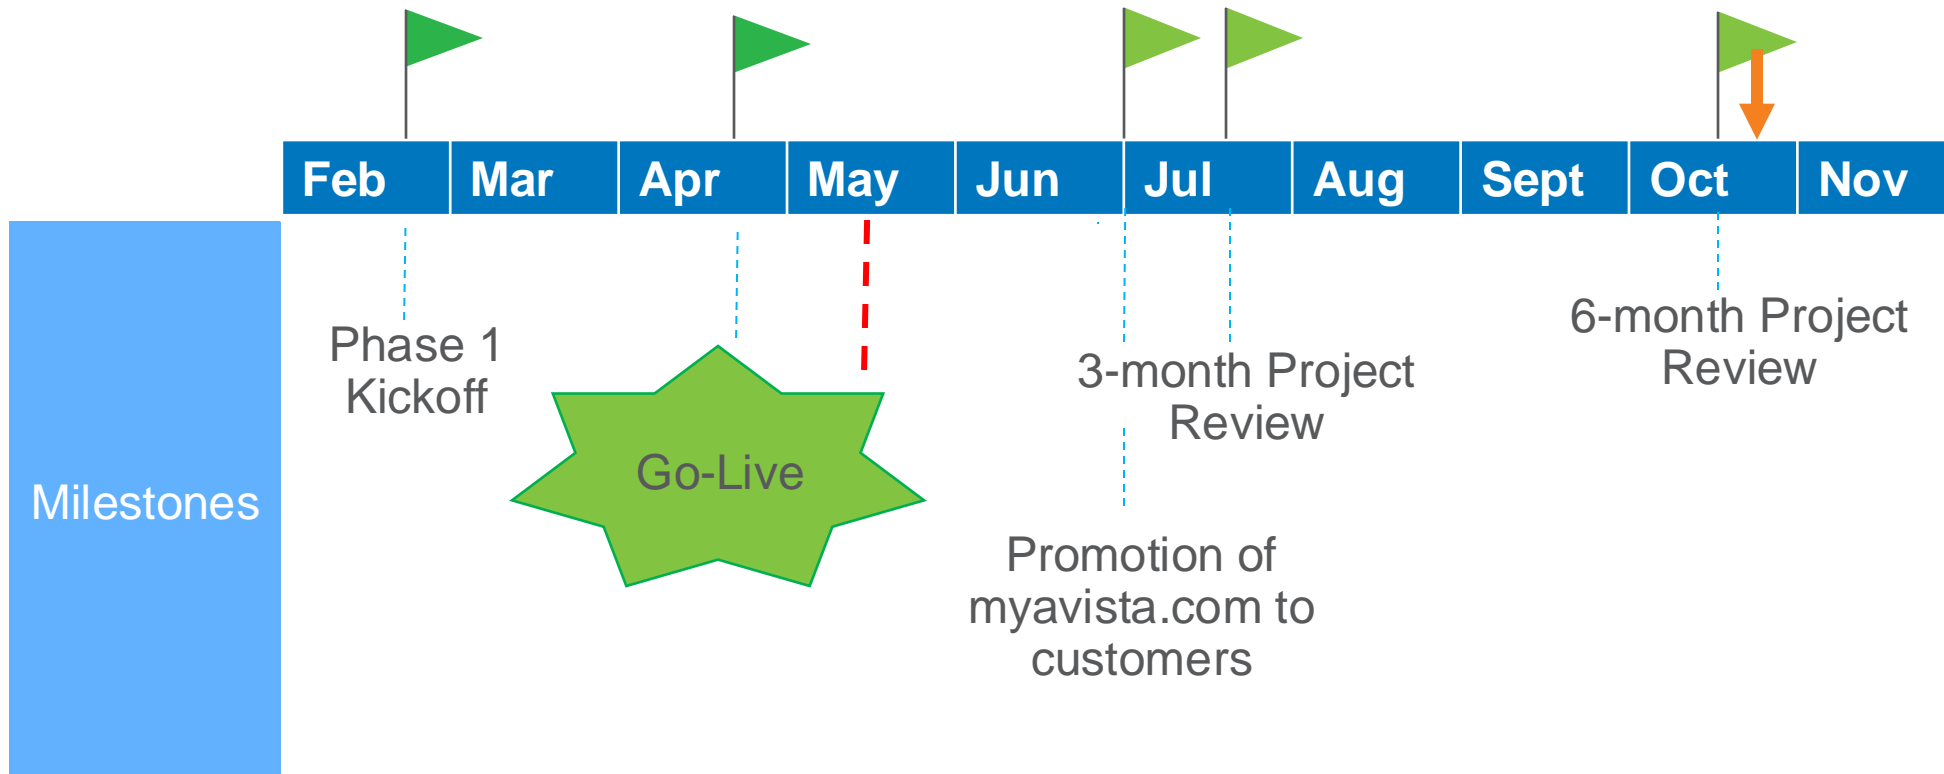 Feb Mar Apr May Jun Jul Aug Sept Oct Nov
Milestones
Phase 1
Kickoff
Go-Live
3-month Project
Review
Promotion of
myavista.com to
customers
6-month Project
Review